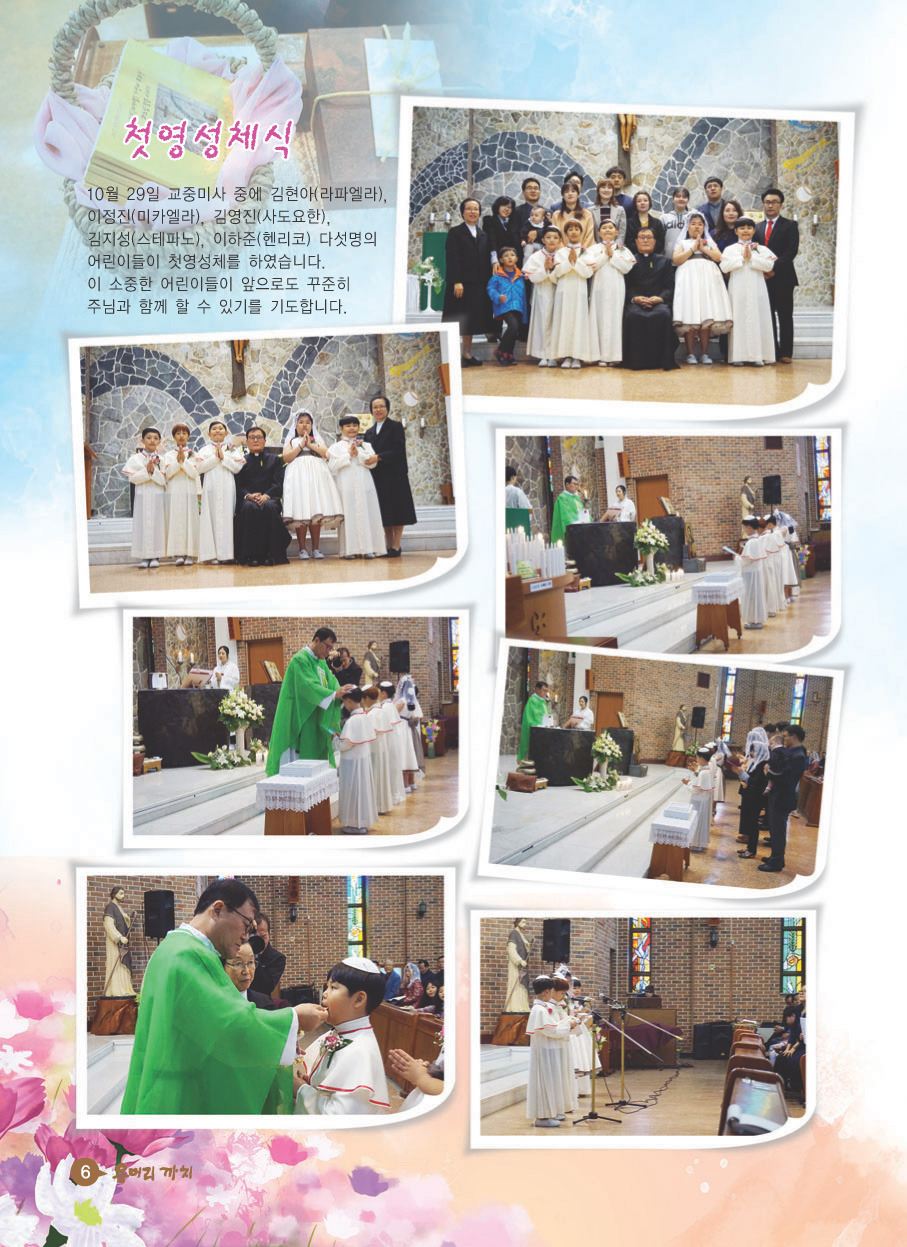 첫영성체식
10월 29일 교중미사 중에 김현아(라파엘라),
이정진(미카엘라), 김영진(사도요한),
김지성(스테파노), 이하준(헨리코) 다섯명의
어린이들이 첫영성체를 하였습니다.
이 소중한 어린이들이 앞으로도 꾸준히
주님과 함께 할 수 있기를 기도합니다.
6 까치